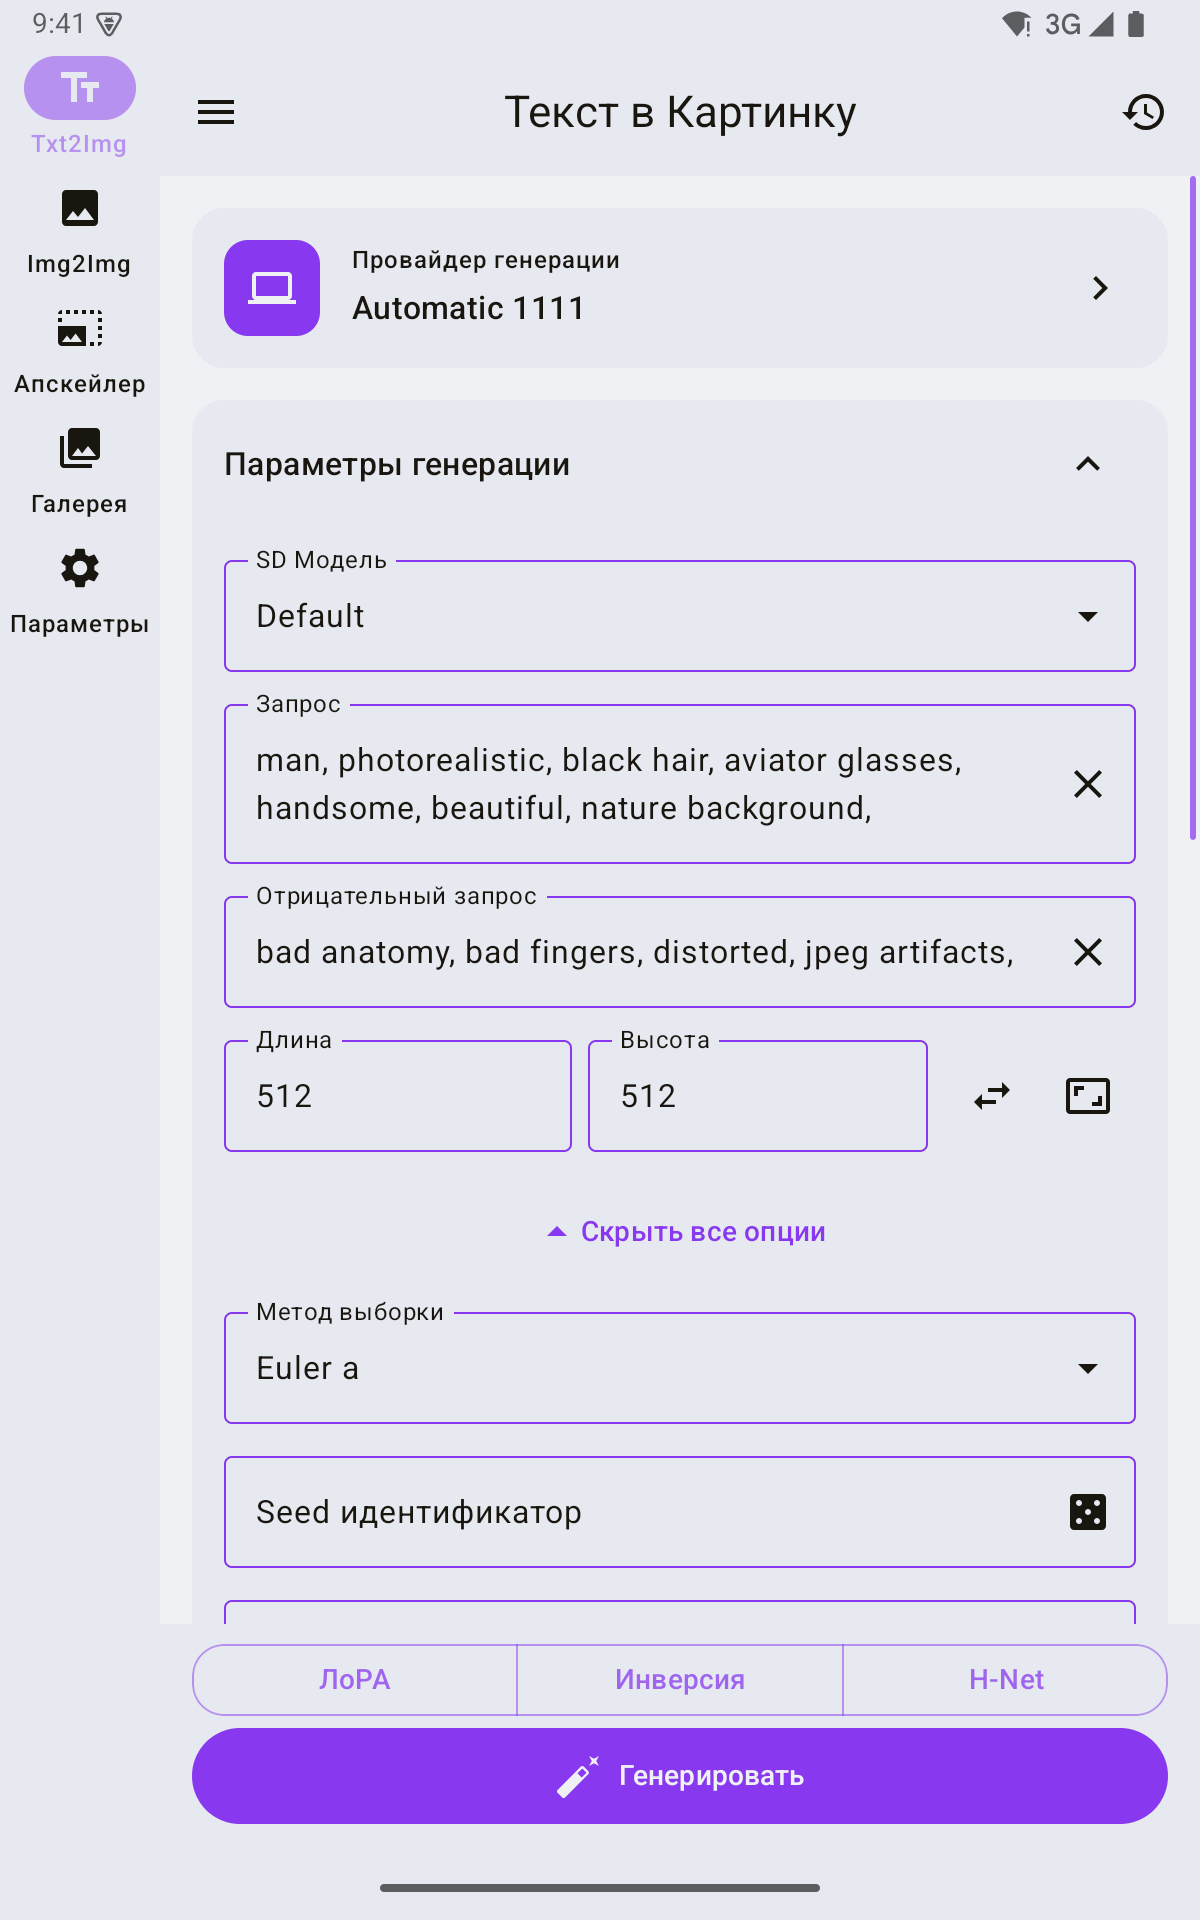 9:41
3G
Txt2Img
Img2Img
Апскейлер
Галерея
Параметры
Текст в Картинку
Провайдер генерации
Automatic 1111
Параметры генерации
SD Модель
Default
Запрос
man, photorealistic, black hair, aviator glasses,
handsome, beautiful, nature background,
Отрицательный запрос
bad anatomy, bad fingers, distorted, jpeg artifacts,
Длина
512
Высота
512
Скрыть все опции
Метод выборки
Euler a
Seed идентификатор
ЛоРА
Инверсия
H-Net
Генерировать